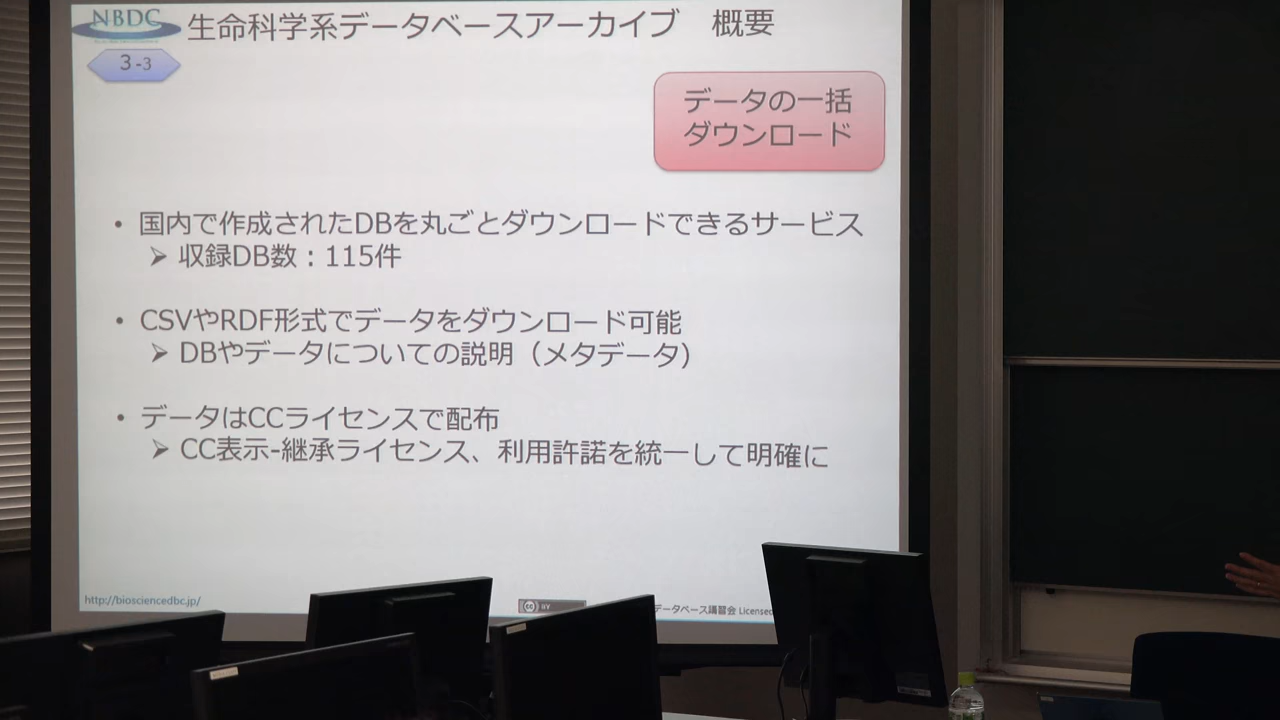 NBDC
生命科学系データベースアーカイブ 概要
3-3
データの一括
ダウンロード
• 国内で作成されたDBを丸ごとダウンロードできるサービス
➢ 収録DB数:115件
• CSVやRDF形式でデータをダウンロード可能
➢ DBやデータについての説明(メタデータ)
• データはCCライセンスで配布
➢ CC表示-継承ライセンス、利用許諾を統一して明確に
http://biosciencedbc.jp/
cc BY
データベース講習会 Licensed